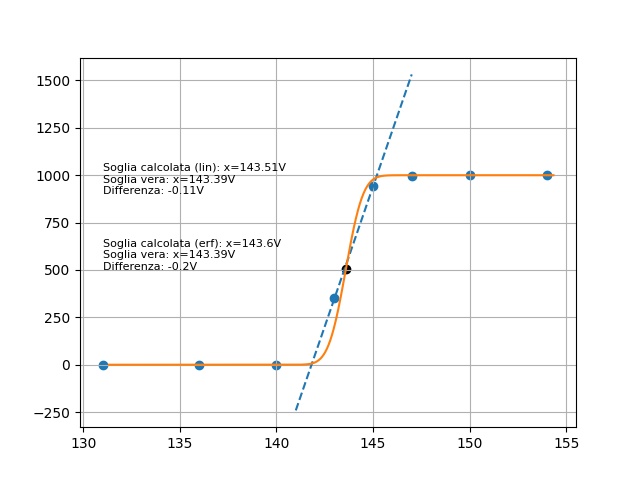 1500
1250
1000
750
500
250
0
−250
Soglia calcolata (lin): x=143.51V
Soglia vera: x=143.39V
Differenza: -0.11V
Soglia calcolata (erf): x=143.6V
Soglia vera: x=143.39V
Differenza: -0.2V
130 135 140 145 150 155